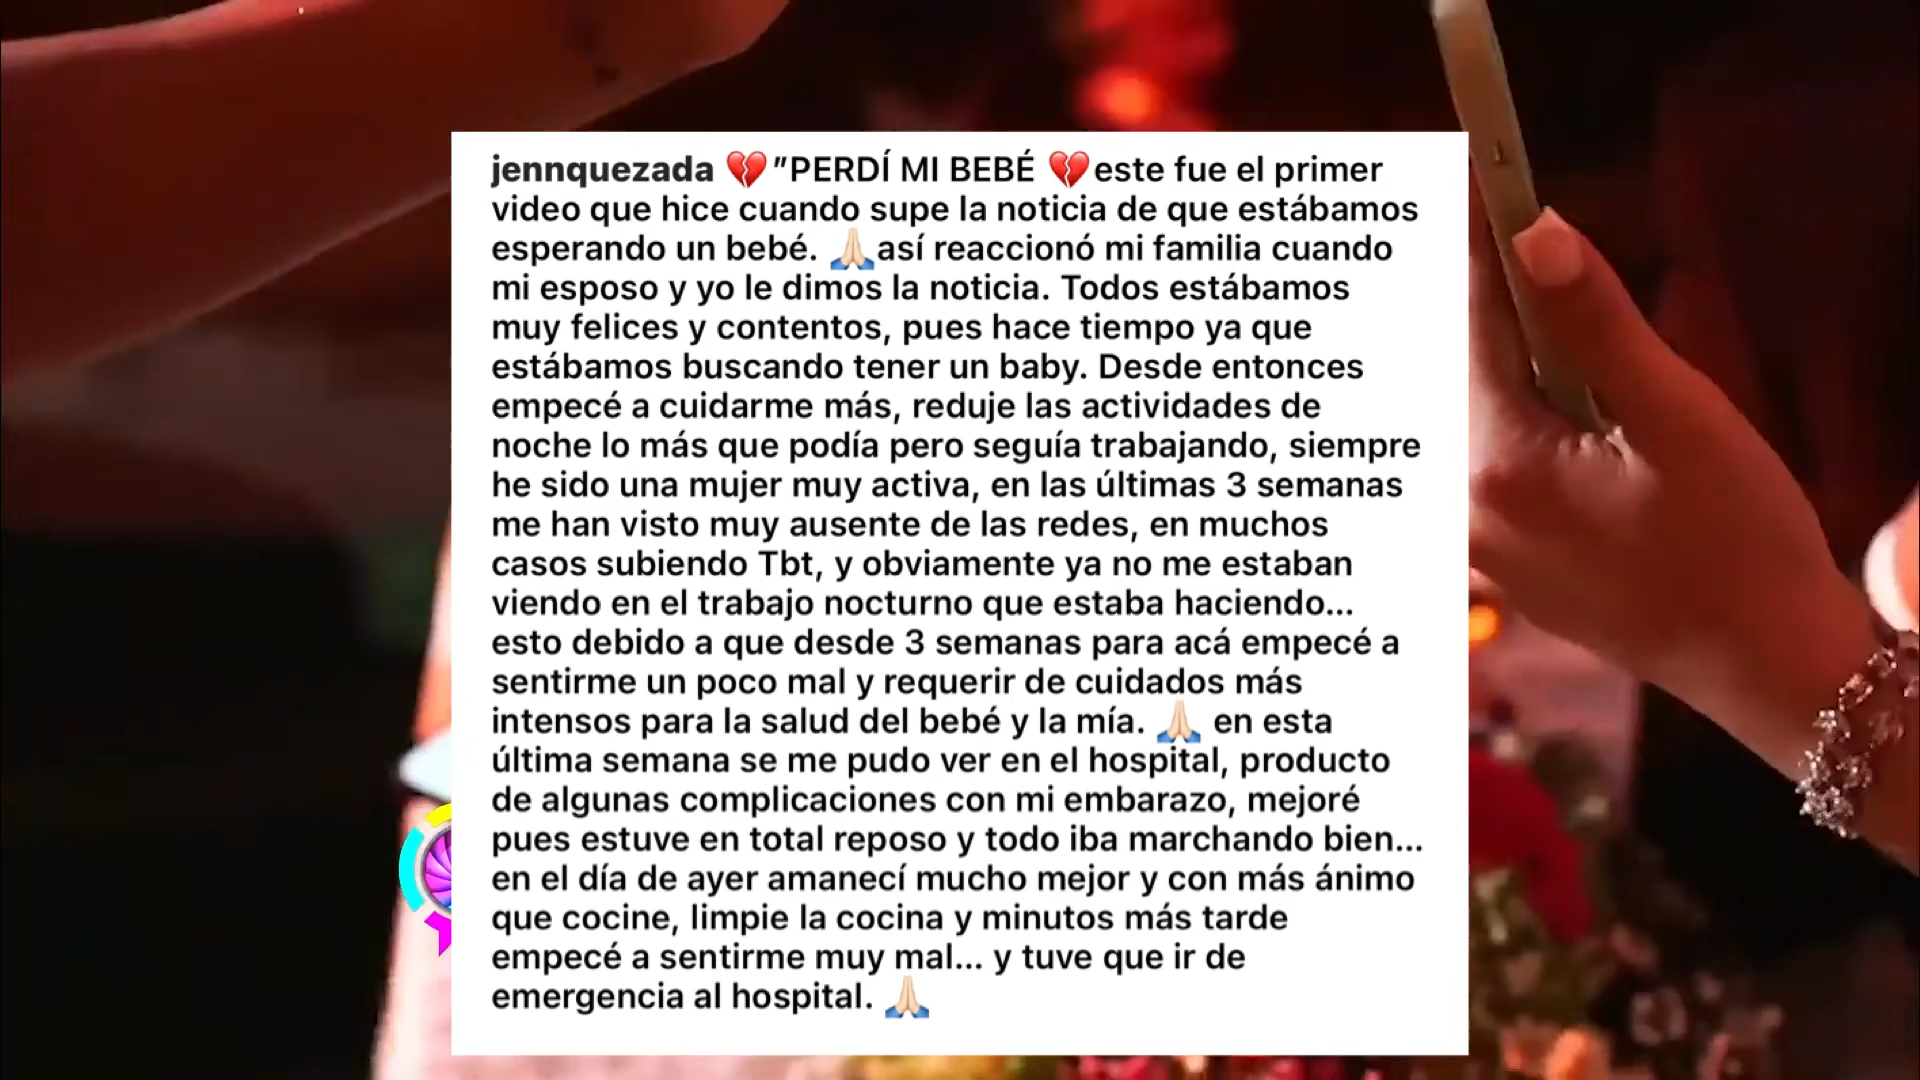 jennquezada 💔"PERDÍ MI BEBÉ 💔este fue el primer
video que hice cuando supe la noticia de que estábamos
esperando un bebé. 🙏🏻así reaccionó mi familia cuando
mi esposo y yo le dimos la noticia. Todos estábamos
muy felices y contentos, pues hace tiempo ya que
estábamos buscando tener un baby. Desde entonces
empecé a cuidarme más, reduje las actividades de
noche lo más que podía pero seguía trabajando, siempre
he sido una mujer muy activa, en las últimas 3 semanas
me han visto muy ausente de las redes, en muchos
casos subiendo Tbt, y obviamente ya no me estaban
viendo en el trabajo nocturno que estaba haciendo...
esto debido a que desde 3 semanas para acá empecé a
sentirme un poco mal y requerir de cuidados más
intensos para la salud del bebé y la mía. 🙏🏻 en esta
última semana se me pudo ver en el hospital, producto
de algunas complicaciones con mi embarazo, mejoré
pues estuve en total reposo y todo iba marchando bien...
en el día de ayer amanecí mucho mejor y con más ánimo
que cocine, limpie la cocina y minutos más tarde
empecé a sentirme muy mal... y tuve que ir de
emergencia al hospital. 🙏🏻